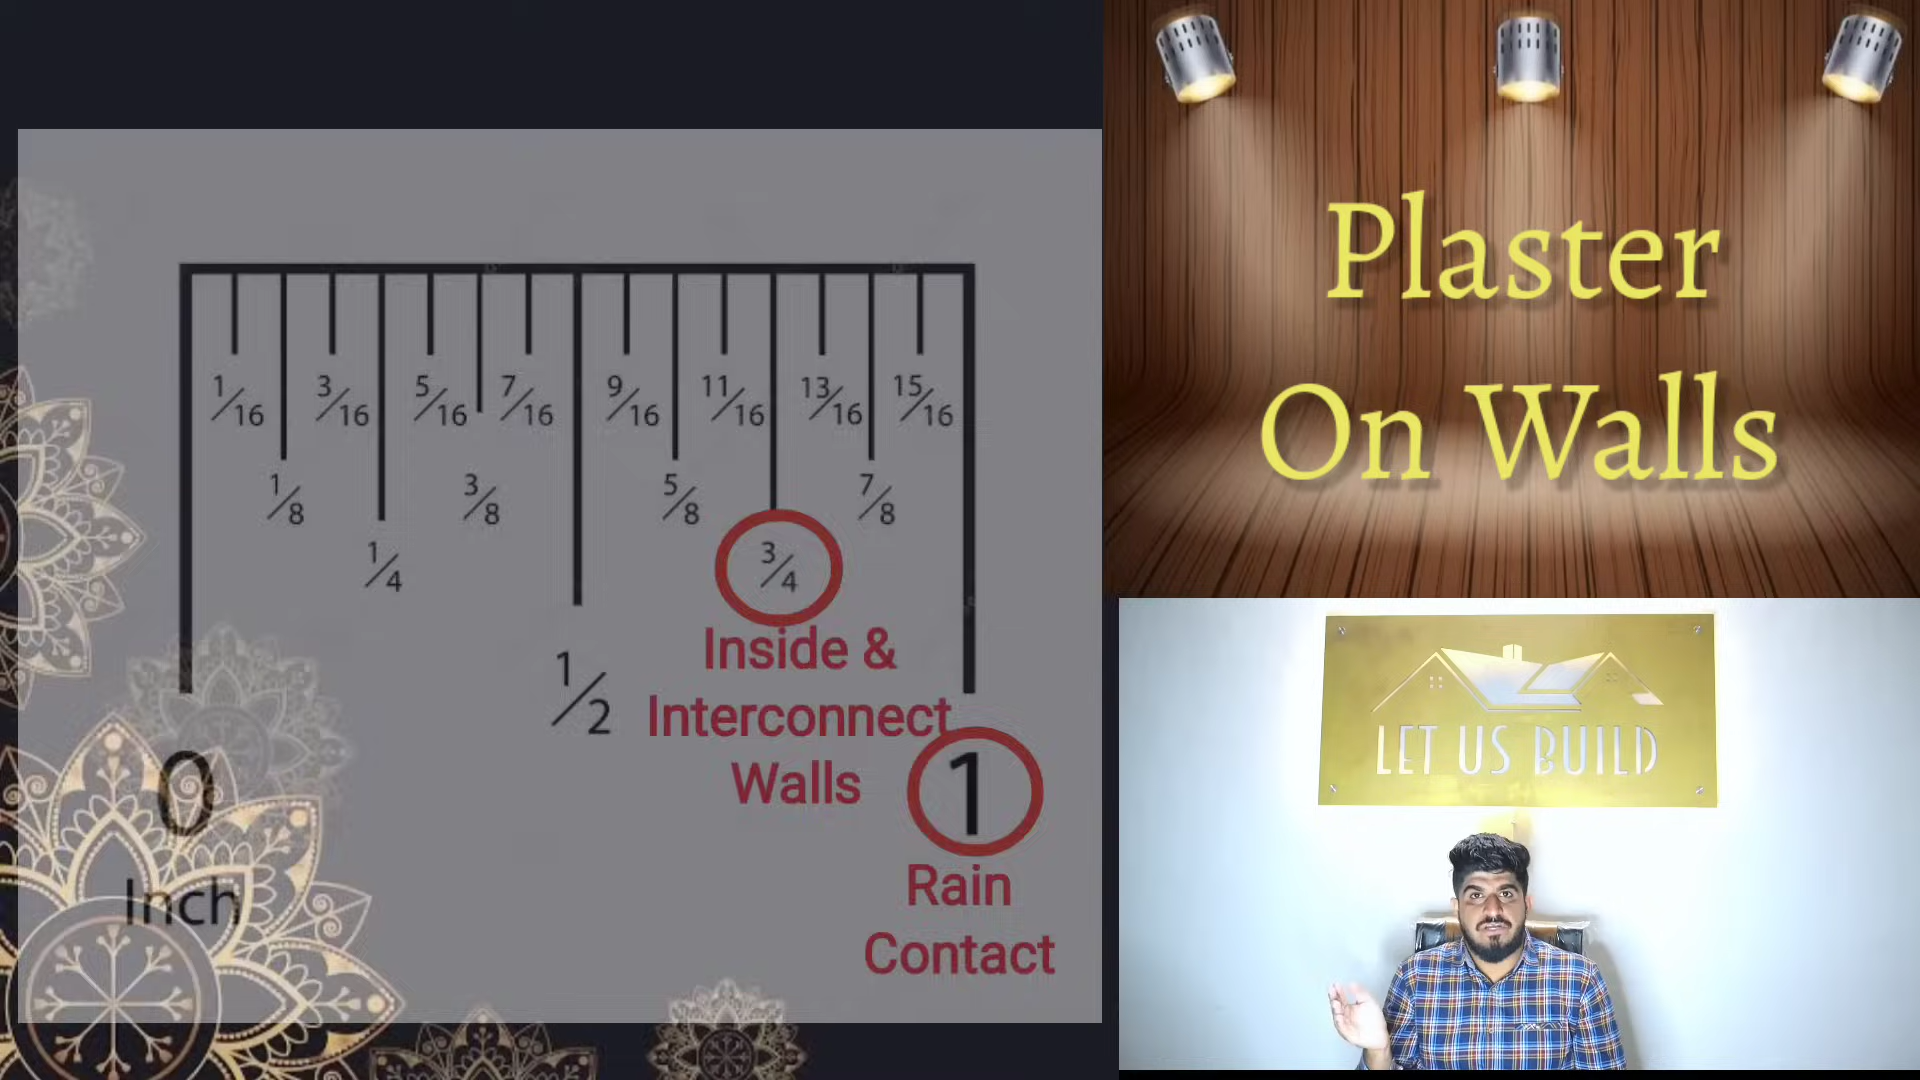 1/16 3/16 5/16 7/16 9/16 11/16 13/16 15/16
1/8 3/8 5/8 7/8
1/4 3/4
1/2
Inside &
Interconnect
Walls
0 1
Inch
Rain
Contact
Plaster
On Walls
LET US BUILD